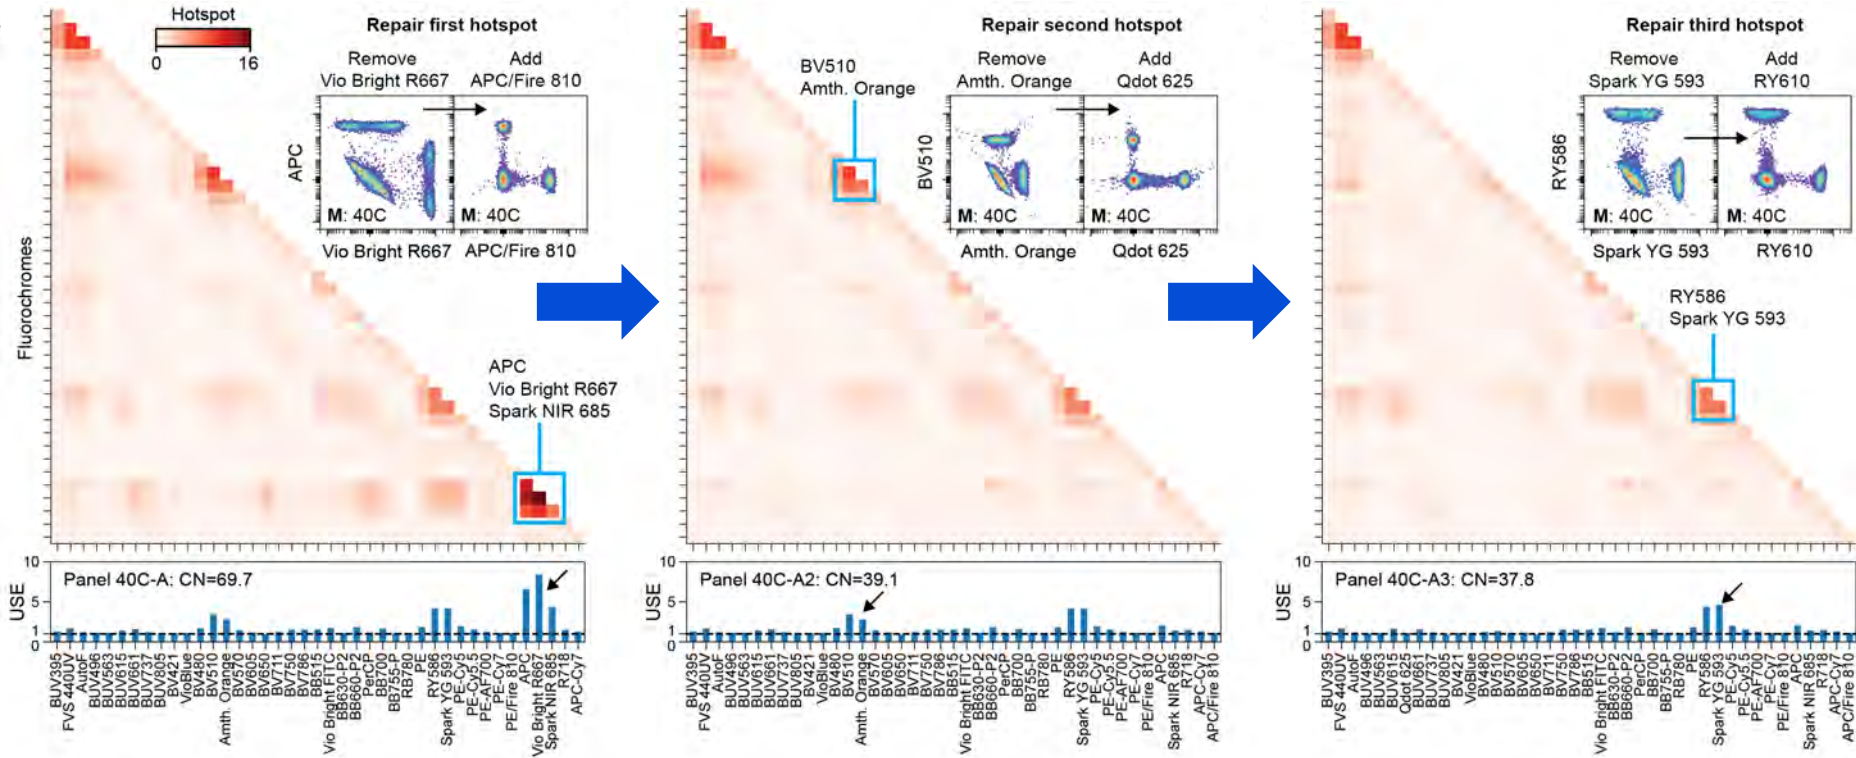 Hotspot
0 16
Repair first hotspot
Remove
Vio Bright R667
Add
APC/Fire 810
APC
M: 40C
M: 40C
Vio Bright R667
APC/Fire 810
Fluorochromes
APC
Vio Bright R667
Spark NIR 685
USE
10
5
1
Panel 40C-A: CN=69.7
BUV395
FVS 440UV
AutoF
BUV496
BUV563
BUV615
BUV661
BUV737
BUV805
BV421
VioBlue
BV480
BV510
Amth. Orange
BV570
BV605
BV650
BV711
BV750
BV786
BB515
Vio Bright FITC
BB630-P2
BB660-P2
PerCP
BB700
BB755-P
RB780
PE
RY586
Spark YG 593
PE-Cy5
PE-Cy5.5
PE-AF700
PE-Cy7
PE/Fire 810
APC
Vio Bright R667
Spark NIR 685
R718
APC-Cy7
Repair second hotspot
BV510
Amth. Orange
Remove
Amth. Orange
Add
Qdot 625
BV510
M: 40C
M: 40C
Amth. Orange
Qdot 625
USE
10
5
1
Panel 40C-A2: CN=39.1
BUV395
FVS 440UV
AutoF
BUV496
BUV563
BUV615
BUV661
BUV737
BUV805
BV421
VioBlue
BV480
BV510
Amth. Orange
BV570
BV605
BV650
BV711
BV750
BV786
BB515
Vio Bright FITC
BB630-P2
BB660-P2
PerCP
BB700
BB755-P
RB780
PE
RY586
Spark YG 593
PE-Cy5
PE-Cy5.5
PE-AF700
PE-Cy7
PE/Fire 810
APC
Spark NIR 685
R718
APC-Cy7
APC/Fire 810
Repair third hotspot
Remove
Spark YG 593
Add
RY610
RY586
M: 40C
M: 40C
Spark YG 593
RY610
RY586
Spark YG 593
USE
10
5
1
Panel 40C-A3: CN=37.8
BUV395
FVS 440UV
AutoF
BUV496
BUV563
BUV615
Qdot 625
BUV661
BUV737
BUV805
BV421
VioBlue
BV480
BV510
BV570
BV605
BV650
BV711
BV750
BV786
BB515
Vio Bright FITC
BB630-P2
BB660-P2
PerCP
BB700
BB755-P
RB780
PE
RY586
Spark YG 593
PE-Cy5
PE-Cy5.5
PE-AF700
PE-Cy7
PE/Fire 810
APC
Spark NIR 685
R718
APC-Cy7
APC/Fire 810